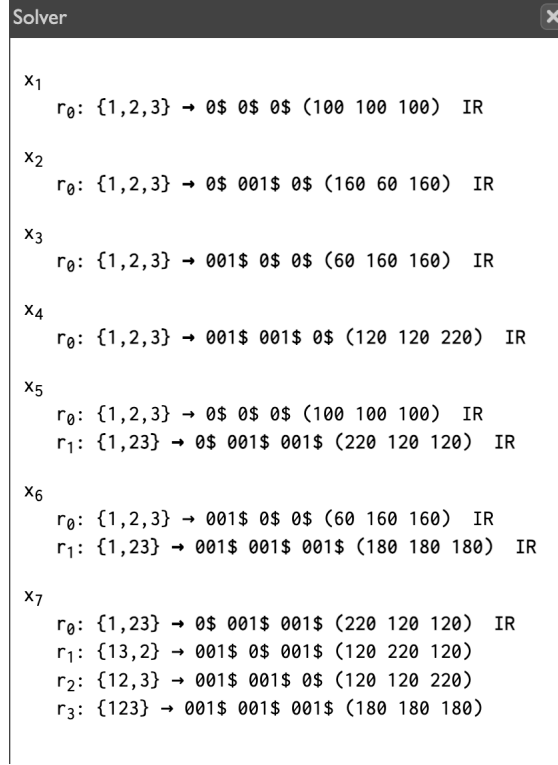 Solver
x₁
r₀: {1,2,3} → 0$ 0$ 0$ (100 100 100) IR
x₂
r₀: {1,2,3} → 0$ 001$ 0$ (160 60 160) IR
x₃
r₀: {1,2,3} → 001$ 0$ 0$ (60 160 160) IR
x₄
r₀: {1,2,3} → 001$ 001$ 0$ (120 120 220) IR
x₅
r₀: {1,2,3} → 0$ 0$ 0$ (100 100 100) IR
r₁: {1,23} → 0$ 001$ 001$ (220 120 120) IR
x₆
r₀: {1,2,3} → 001$ 0$ 0$ (60 160 160) IR
r₁: {1,23} → 001$ 001$ 001$ (180 180 180) IR
x₇
r₀: {1,23} → 0$ 001$ 001$ (220 120 120) IR
r₁: {13,2} → 001$ 0$ 001$ (120 220 120)
r₂: {12,3} → 001$ 001$ 0$ (120 120 220)
r₃: {123} → 001$ 001$ 001$ (180 180 180)